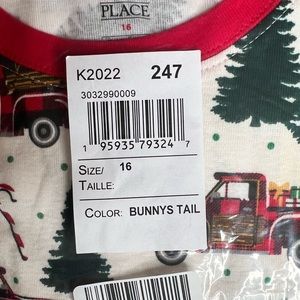 PLACE
16
K2022 247
3032990009
1 95935 79324 7
SIZE/ 16
TAILLE:
COLOR: BUNNYS TAIL